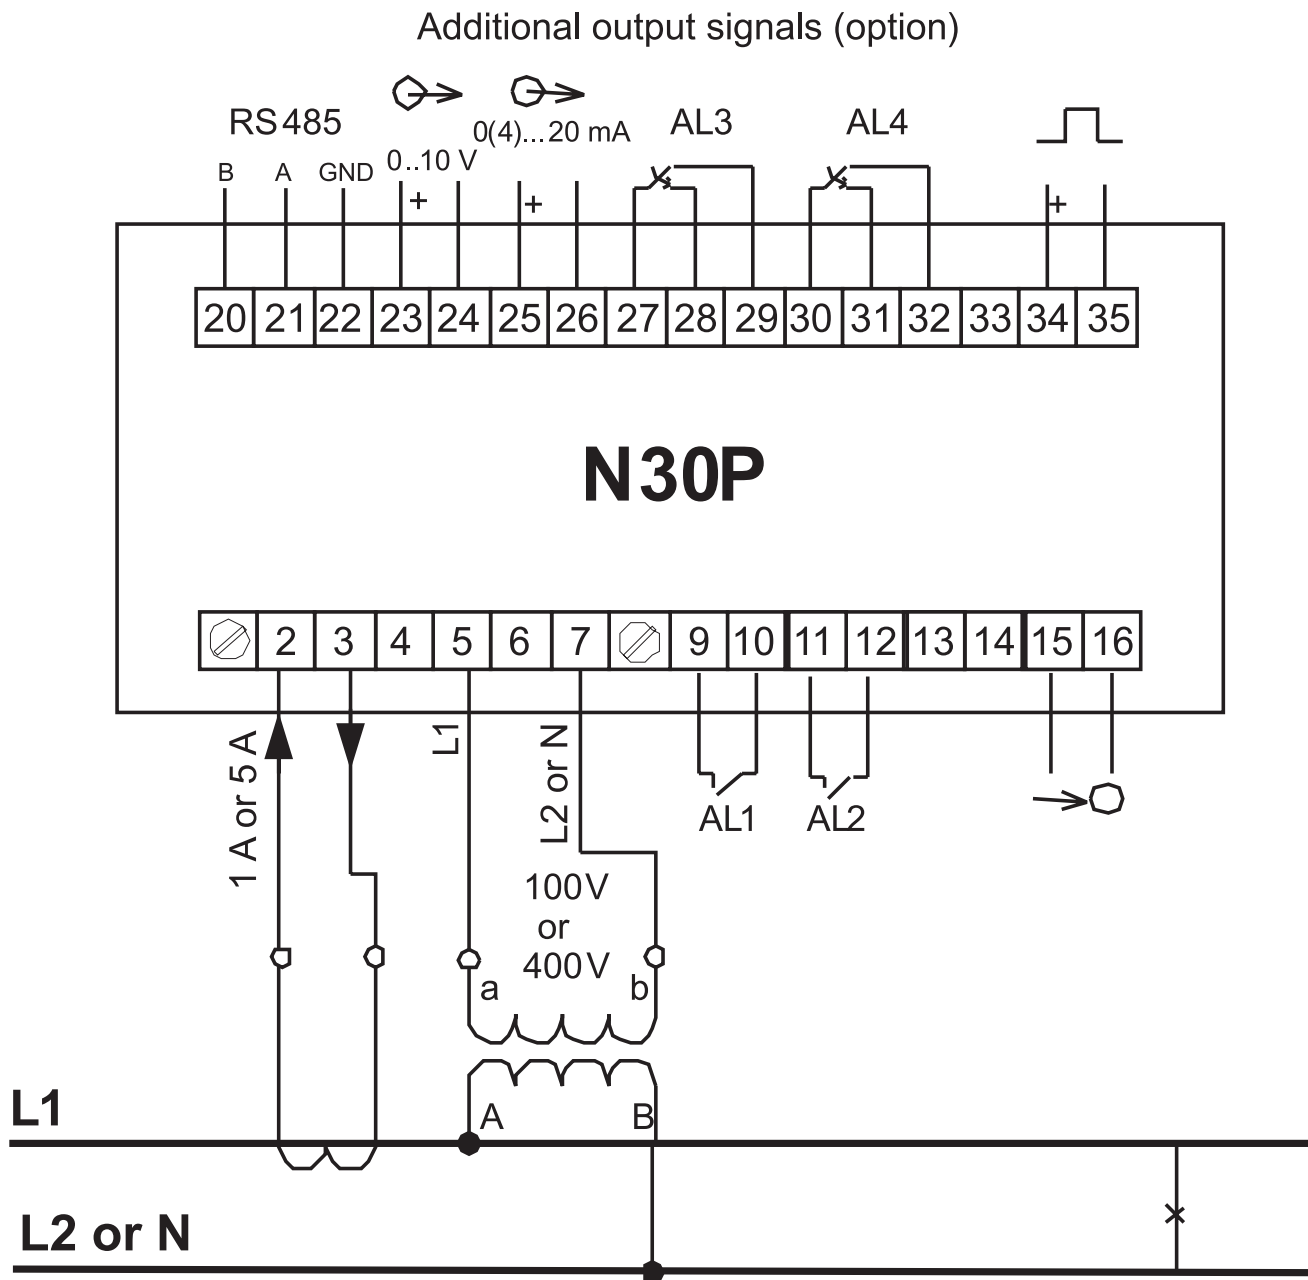 Additional output signals (option)
RS485
0(4)...20 mA
AL3
AL4
B A GND
0..10 V
+
+
+
20 21 22 23 24 25 26 27 28 29 30 31 32 33 34 35
N30P
2 3 4 5 6 7 9 10 11 12 13 14 15 16
1 A or 5 A
L1
L2 or N
AL1
AL2
100V
or
400V
a
b
A
B
L1
L2 or N